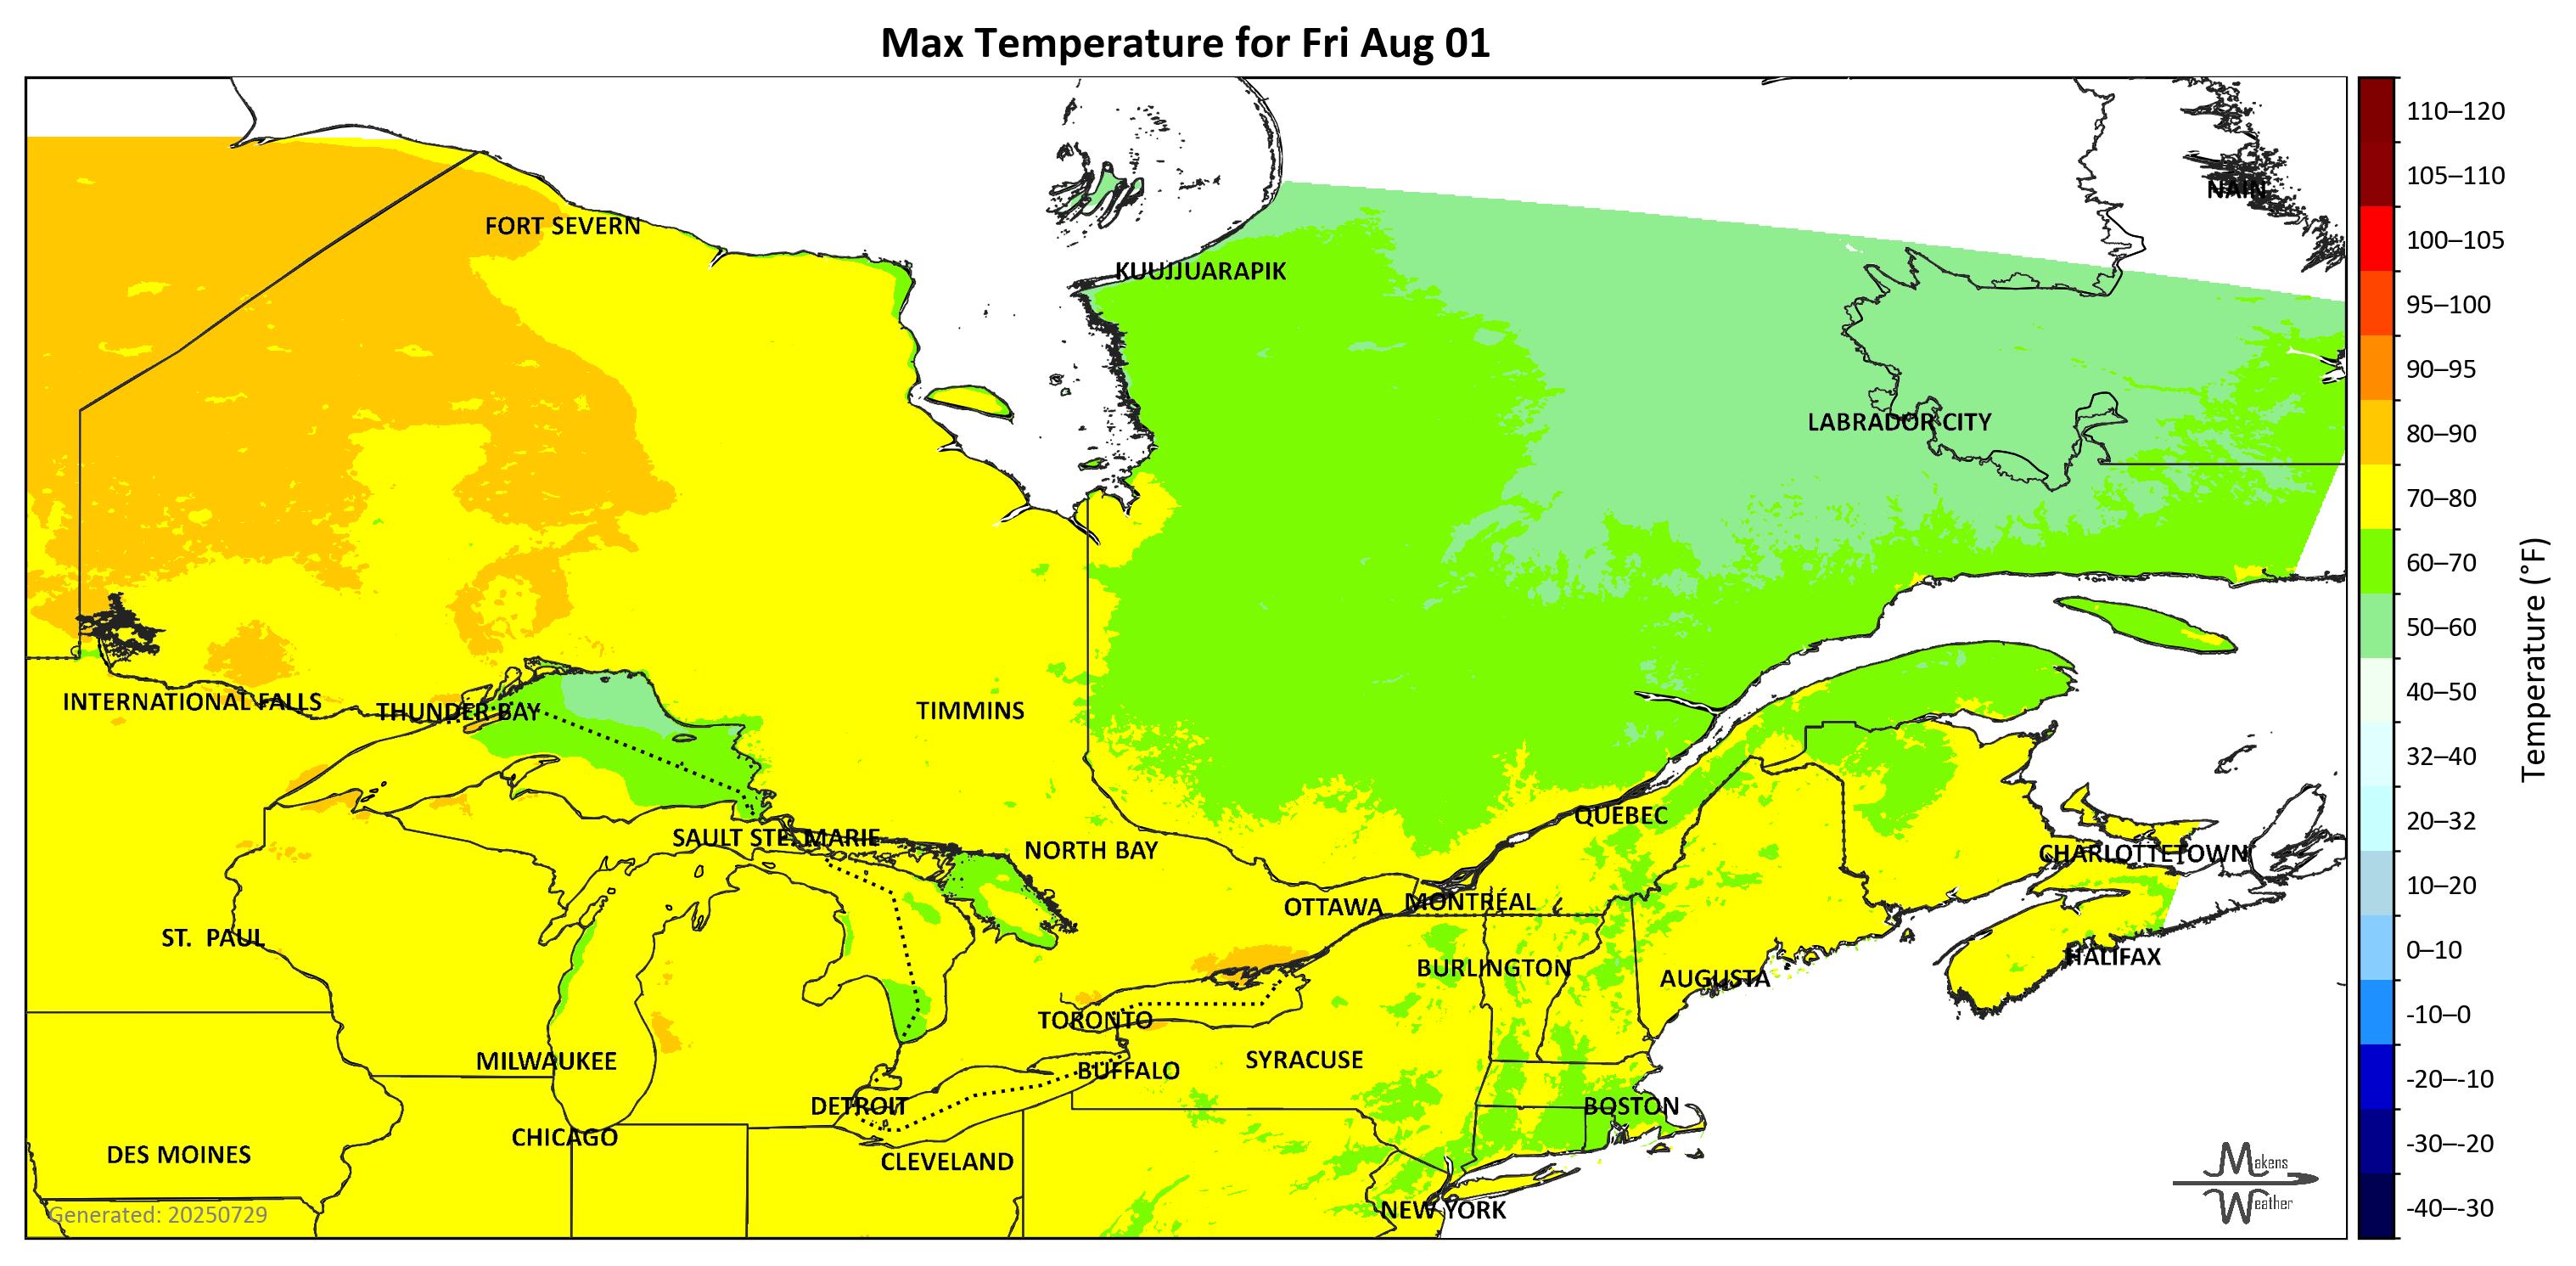 Max Temperature for Fri Aug 01
NAIN
FORT SEVERN
KUUJJUARAPIK
LABRADOR CITY
INTERNATIONAL FALLS
THUNDER BAY
TIMMINS
QUÉBEC
SAULT STE. MARIE
NORTH BAY
CHARLOTTETOWN
OTTAWA
MONTRÉAL
ST. PAUL
HALIFAX
BURLINGTON
AUGUSTA
TORONTO
MILWAUKEE
SYRACUSE
BUFFALO
DETROIT
BOSTON
CHICAGO
DES MOINES
CLEVELAND
NEW YORK
Generated: 20250729
Makens
Weather
110–120
105–110
100–105
95–100
90–95
80–90
70–80
60–70
50–60
40–50
32–40
20–32
10–20
0–10
-10–0
-20–-10
-30–-20
-40–-30
Temperature (°F)